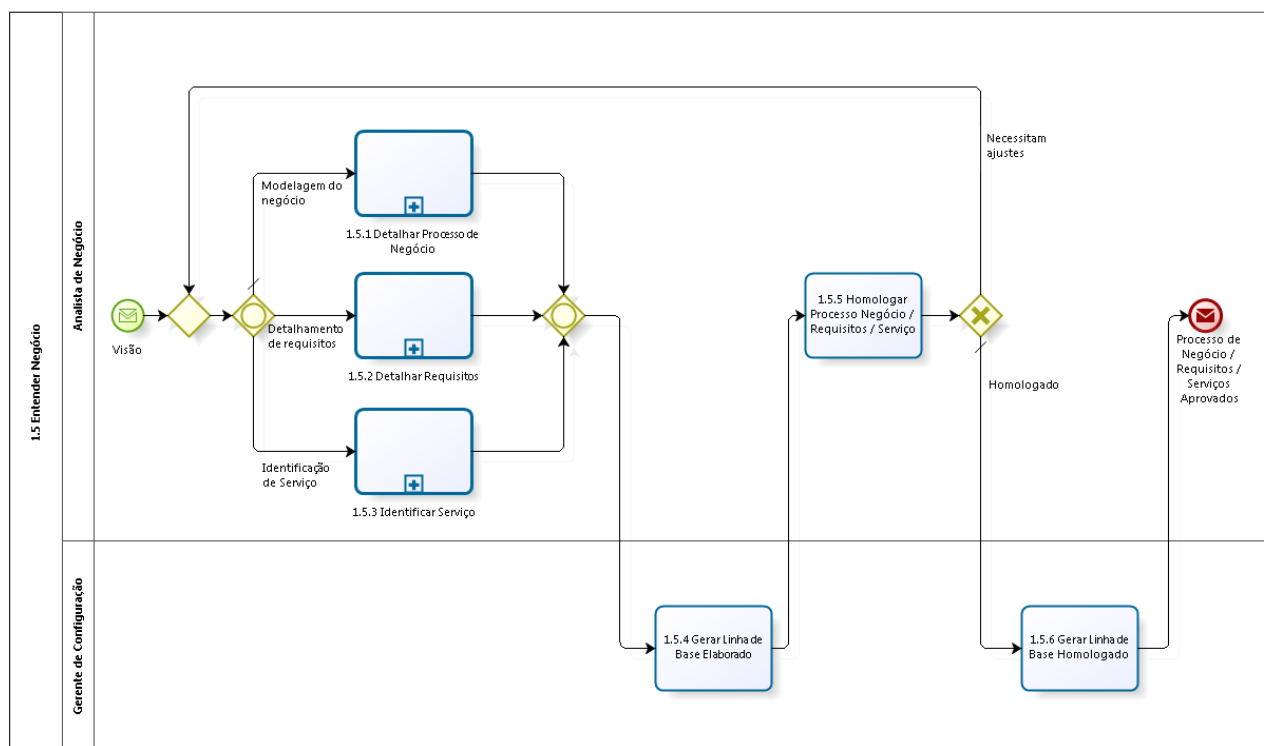 1.5 Entender Negócio
Analista de Negócio
Gerente de Configuração
Visão
Modelagem do
negócio
1.5.1 Detalhar Processo de
Negócio
Detalhamento
de requisitos
1.5.2 Detalhar Requisitos
Identificação
de Serviço
1.5.3 Identificar Serviço
1.5.4 Gerar Linha de
Base Elaborado
1.5.5 Homologar
Processo Negócio /
Requisitos / Serviço
Necessitam
ajustes
Homologado
1.5.6 Gerar Linha de
Base Homologado
Processo de
Negócio /
Requisitos /
Serviços
Aprovados